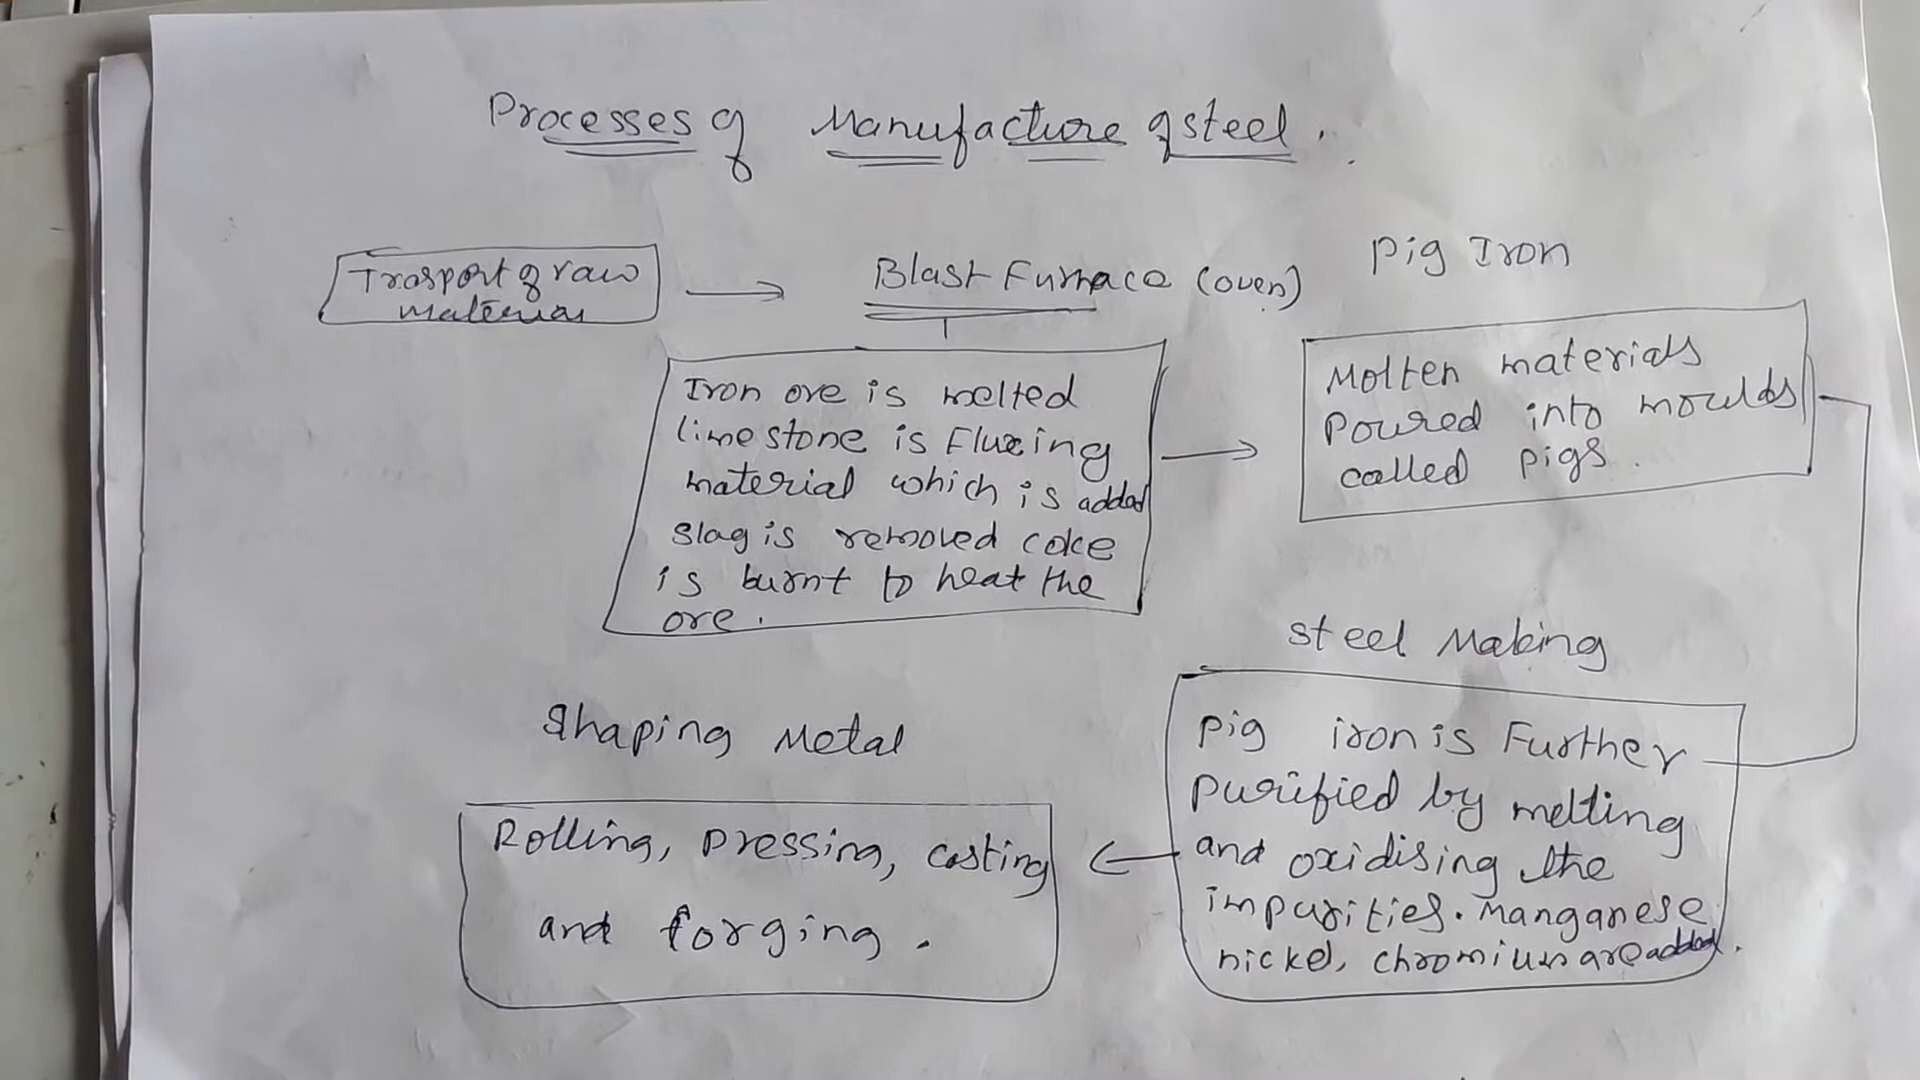 Processes of Manufacture of steel.
Trasport of raw
material
Blast Furnace (oven)
Iron ore is melted
limestone is Fluxing
material which is added
slag is removed coke
is burnt to heat the
ore.
Pig Iron
Molten materials
Poured into moulds
called pigs.
Steel Making
pig iron is Further
purified by melting
and oxidising the
impurities. Manganese
nickel, chromium are added.
Shaping Metal
Rolling, pressing, casting
and forging.